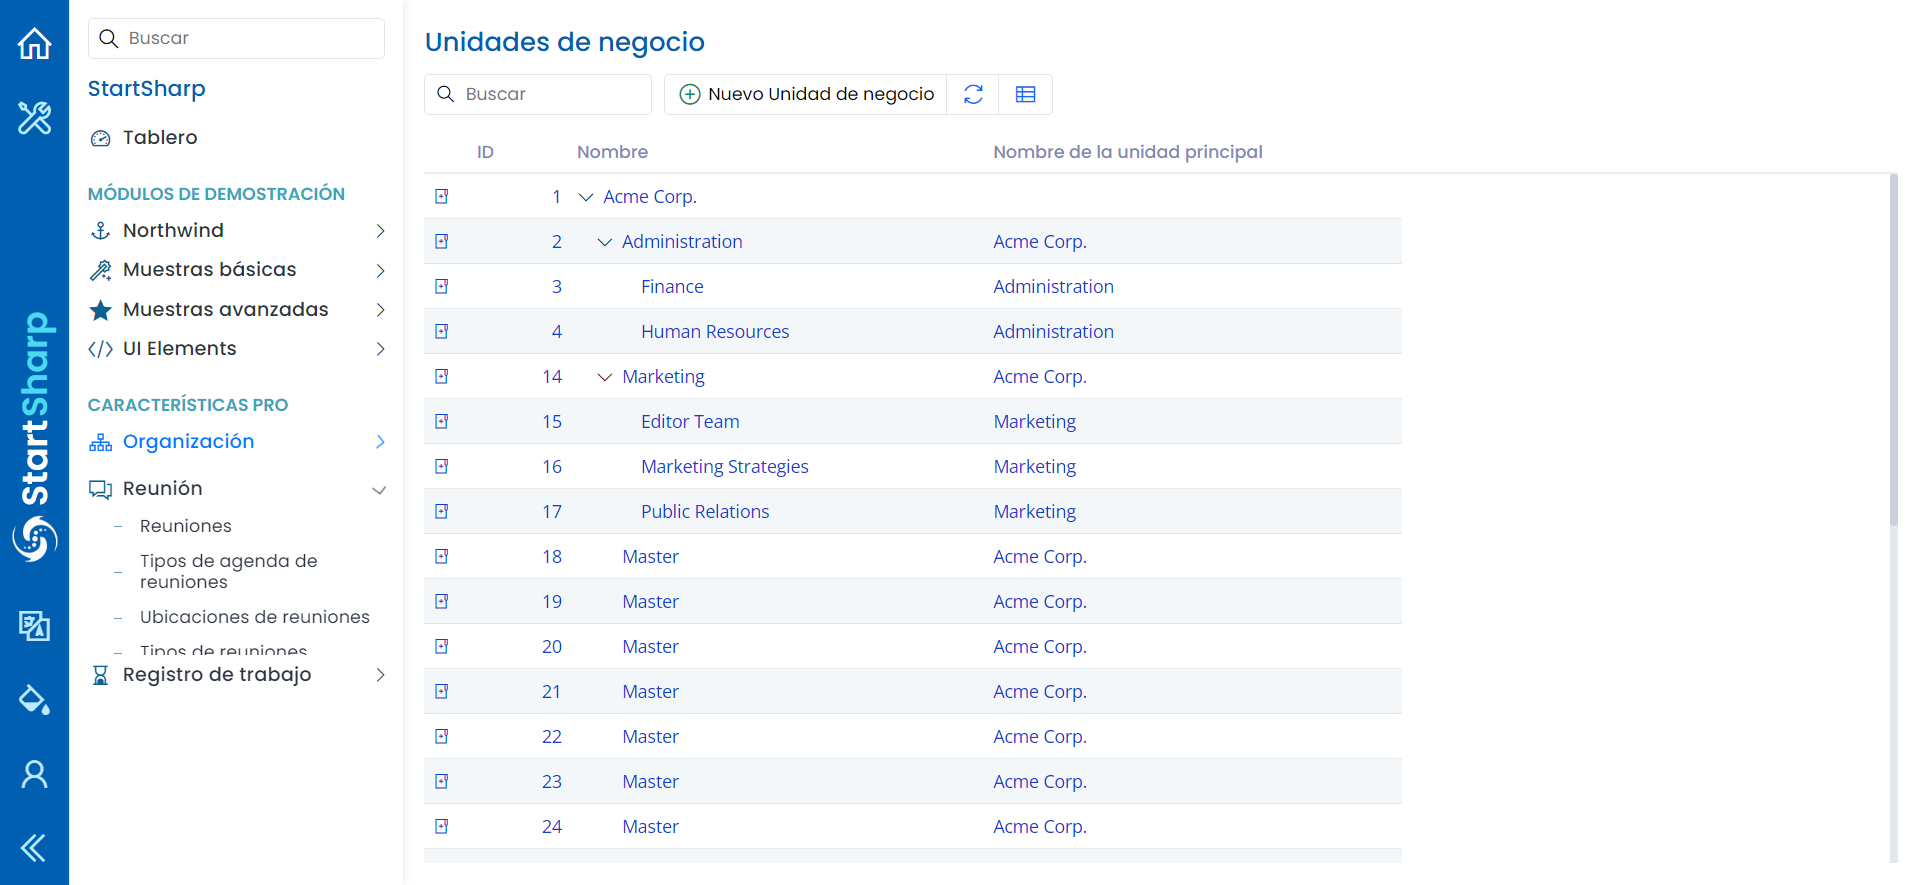 StartSharp
Buscar
StartSharp
Tablero
MÓDULOS DE DEMOSTRACIÓN
Northwind
Muestras básicas
Muestras avanzadas
UI Elements
CARACTERÍSTICAS PRO
Organización
Reunión
Reuniones
Tipos de agenda de
reuniones
Ubicaciones de reuniones
Tipos de reuniones
Registro de trabajo
Unidades de negocio
Buscar
Nuevo Unidad de negocio
ID Nombre Nombre de la unidad principal
1 Acme Corp.
2 Administration Acme Corp.
3 Finance Administration
4 Human Resources Administration
14 Marketing Acme Corp.
15 Editor Team Marketing
16 Marketing Strategies Marketing
17 Public Relations Marketing
18 Master Acme Corp.
19 Master Acme Corp.
20 Master Acme Corp.
21 Master Acme Corp.
22 Master Acme Corp.
23 Master Acme Corp.
24 Master Acme Corp.